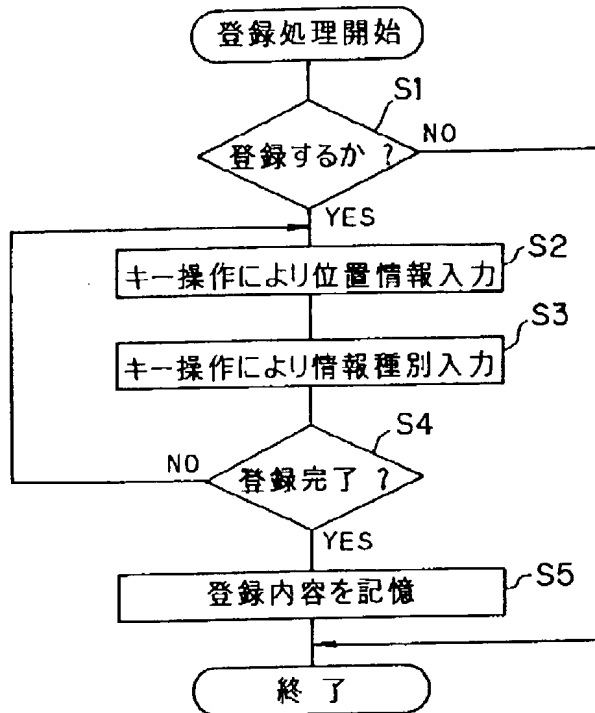 登録処理開始
S1
登録するか ?
NO
YES
S2
キー操作により位置情報入力
S3
キー操作により情報種別入力
S4
NO
登録完了 ?
YES
S5
登録内容を記憶
終了